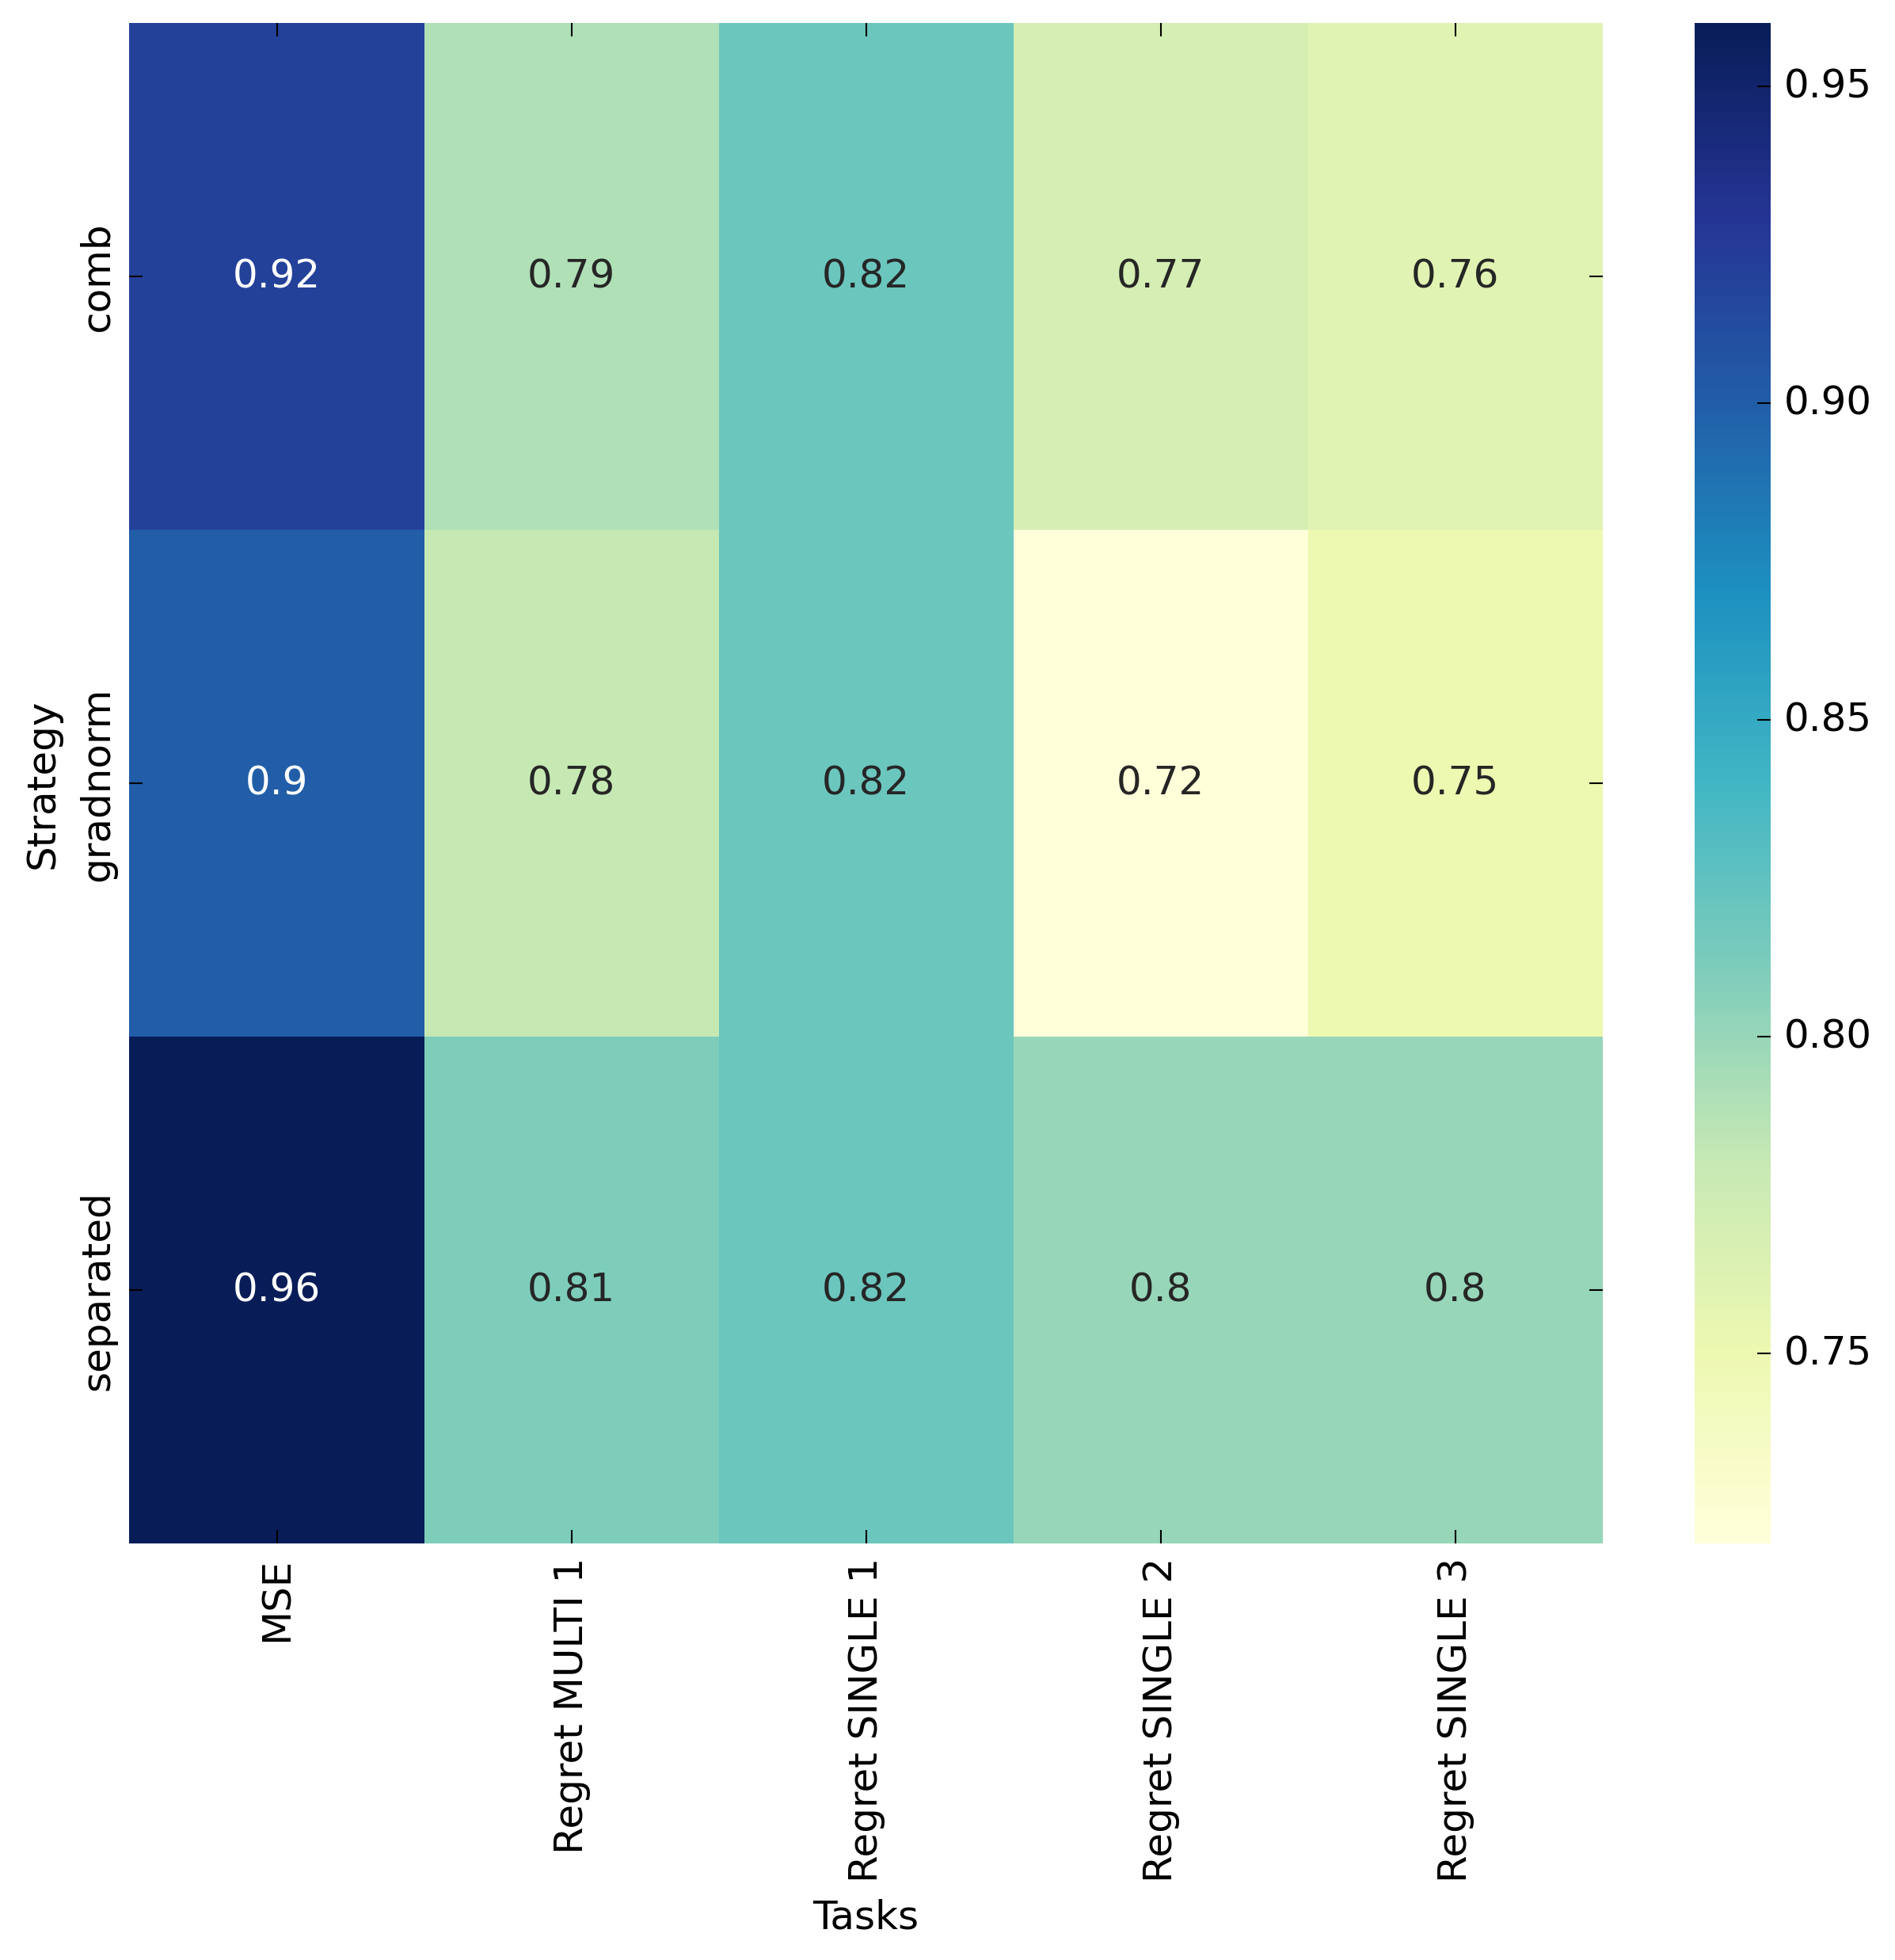 Strategy
comb
gradnorm
separated
0.92 0.79 0.82 0.77 0.76
0.9 0.78 0.82 0.72 0.75
0.96 0.81 0.82 0.8 0.8
MSE
Regret MULTI 1
Regret SINGLE 1
Regret SINGLE 2
Regret SINGLE 3
Tasks
0.95
0.90
0.85
0.80
0.75